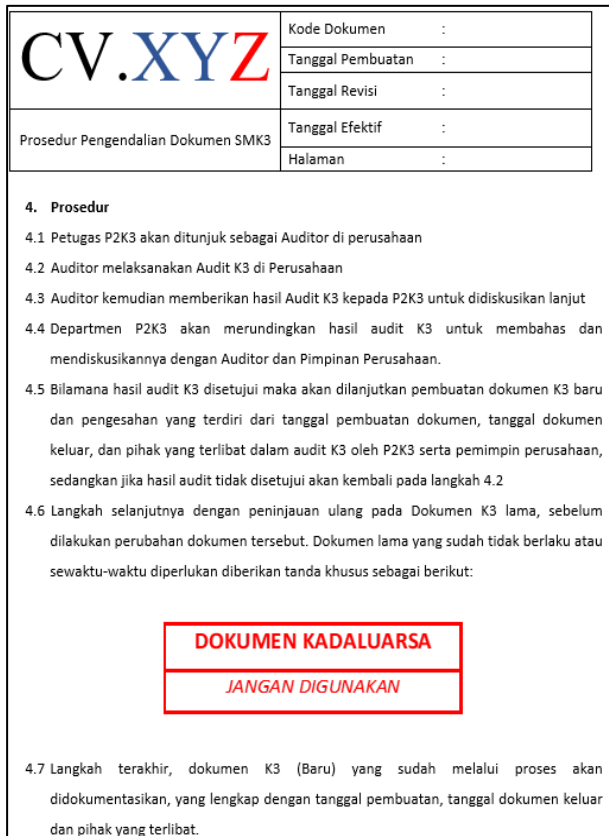 CV.XYZ
Kode Dokumen :
Tanggal Pembuatan :
Tanggal Revisi :
Prosedur Pengendalian Dokumen SMK3
Tanggal Efektif :
Halaman :
4. Prosedur
4.1 Petugas P2K3 akan ditunjuk sebagai Auditor di perusahaan
4.2 Auditor melaksanakan Audit K3 di Perusahaan
4.3 Auditor kemudian memberikan hasil Audit K3 kepada P2K3 untuk didiskusikan lanjut
4.4 Departmen P2K3 akan merundingkan hasil audit K3 untuk membahas dan
mendiskusikannya dengan Auditor dan Pimpinan Perusahaan.
4.5 Bilamana hasil audit K3 disetujui maka akan dilanjutkan pembuatan dokumen K3 baru
dan pengesahan yang terdiri dari tanggal pembuatan dokumen, tanggal dokumen
keluar, dan pihak yang terlibat dalam audit K3 oleh P2K3 serta pemimpin perusahaan,
sedangkan jika hasil audit tidak disetujui akan kembali pada langkah 4.2
4.6 Langkah selanjutnya dengan peninjauan ulang pada Dokumen K3 lama, sebelum
dilakukan perubahan dokumen tersebut. Dokumen lama yang sudah tidak berlaku atau
sewaktu-waktu diperlukan diberikan tanda khusus sebagai berikut:
DOKUMEN KADALUARSA
JANGAN DIGUNAKAN
4.7 Langkah terakhir, dokumen K3 (Baru) yang sudah melalui proses akan
didokumentasikan, yang lengkap dengan tanggal pembuatan, tanggal dokumen keluar
dan pihak yang terlibat.